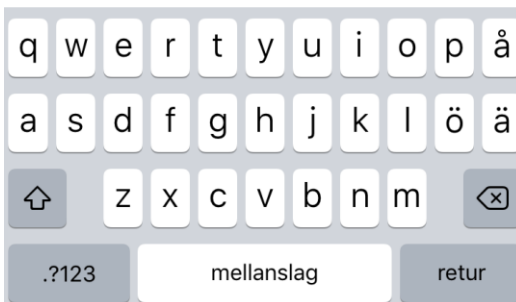 q w e r t y u i o p å
a s d f g h j k l ö ä
z x c v b n m
.?123 mellanslag retur